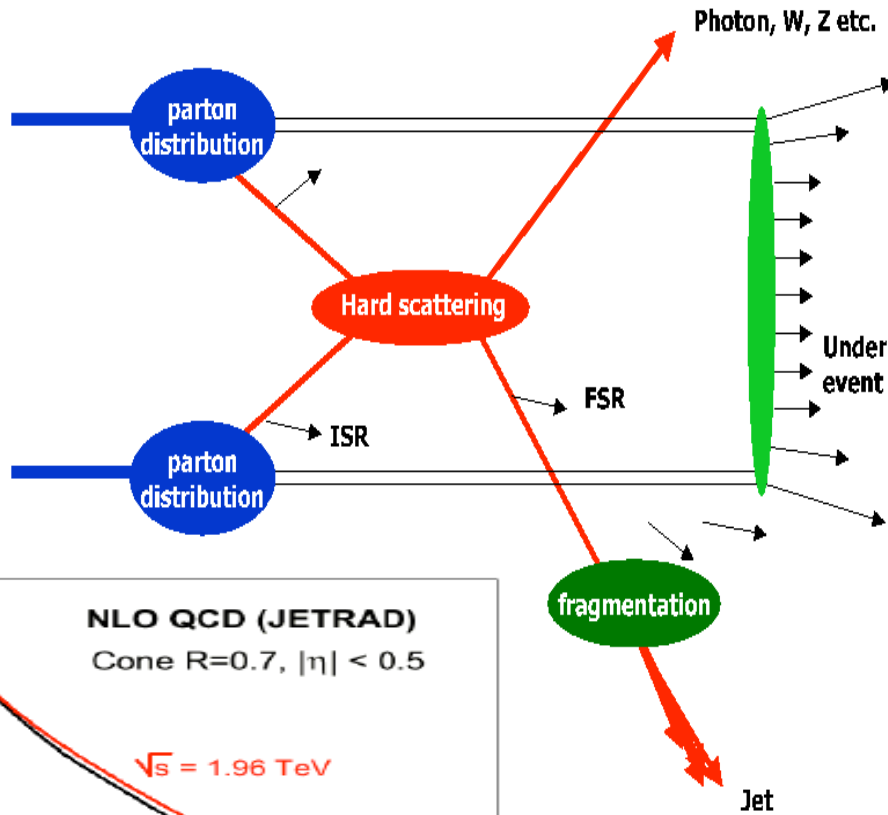 Photon, W, Z etc.
parton
distribution
Hard scattering
Under
event
FSR
ISR
parton
distribution
fragmentation
NLO QCD (JETRAD)
Cone R=0.7, |η| < 0.5
√s = 1.96 TeV
Jet